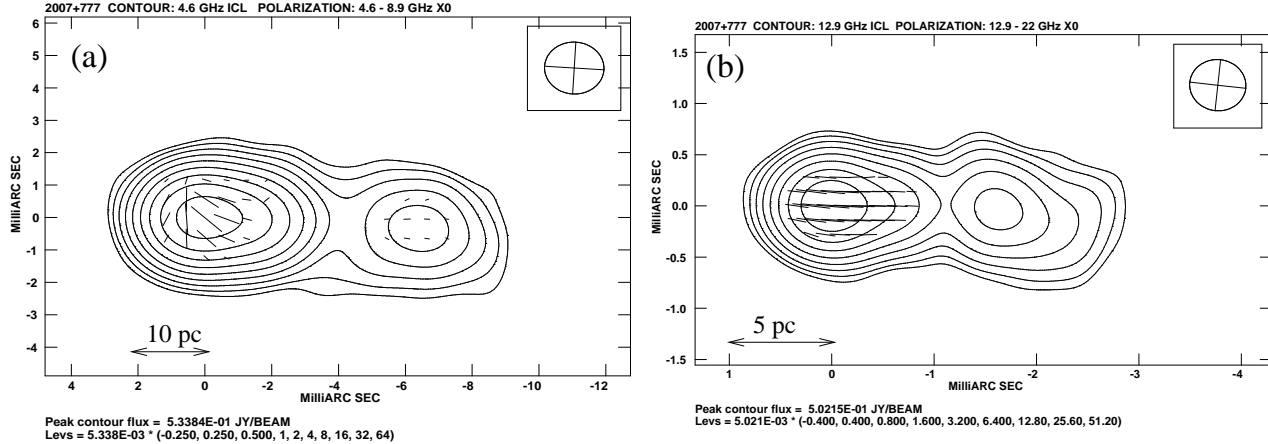 2007+777 CONTOUR: 4.6 GHz ICL POLARIZATION: 4.6 - 8.9 GHz X0
(a)
MilliARC SEC
6
5
4
3
2
1
0
-1
-2
-3
-4
10 pc
4 2 0 -2 -4 -6 -8 -10 -12
MilliARC SEC
Peak contour flux = 5.3384E-01 JY/BEAM
Levs = 5.338E-03 * (-0.250, 0.250, 0.500, 1, 2, 4, 8, 16, 32, 64)
2007+777 CONTOUR: 12.9 GHz ICL POLARIZATION: 12.9 - 22 GHz X0
(b)
MilliARC SEC
1.5
1.0
0.5
0.0
-0.5
-1.0
-1.5
5 pc
1 0 -1 -2 -3 -4
MilliARC SEC
Peak contour flux = 5.0215E-01 JY/BEAM
Levs = 5.021E-03 * (-0.400, 0.400, 0.800, 1.600, 3.200, 6.400, 12.80, 25.60, 51.20)